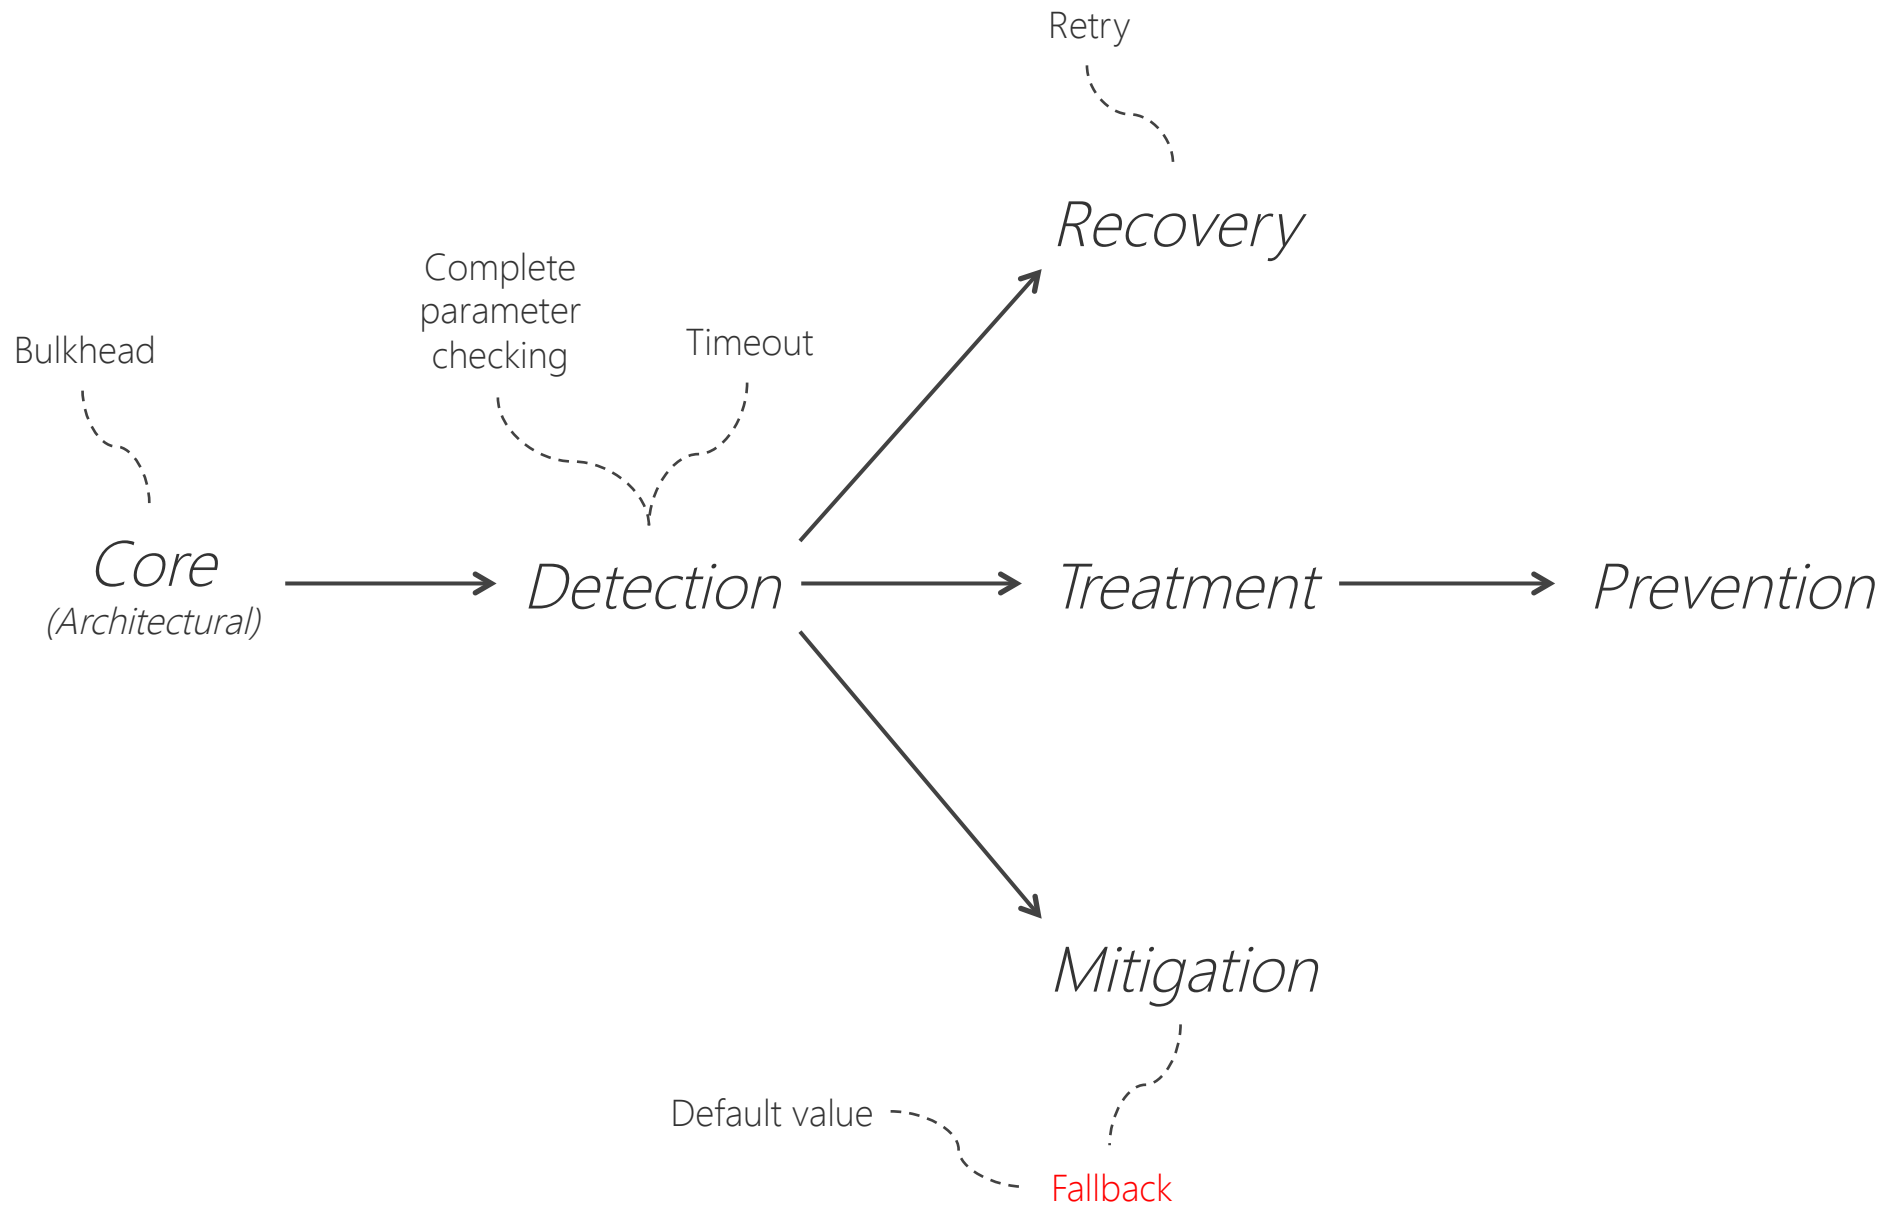 Retry
Recovery
Complete
parameter
checking
Timeout
Bulkhead
Core
(Architectural)
Detection
Treatment
Prevention
Mitigation
Default value
Fallback